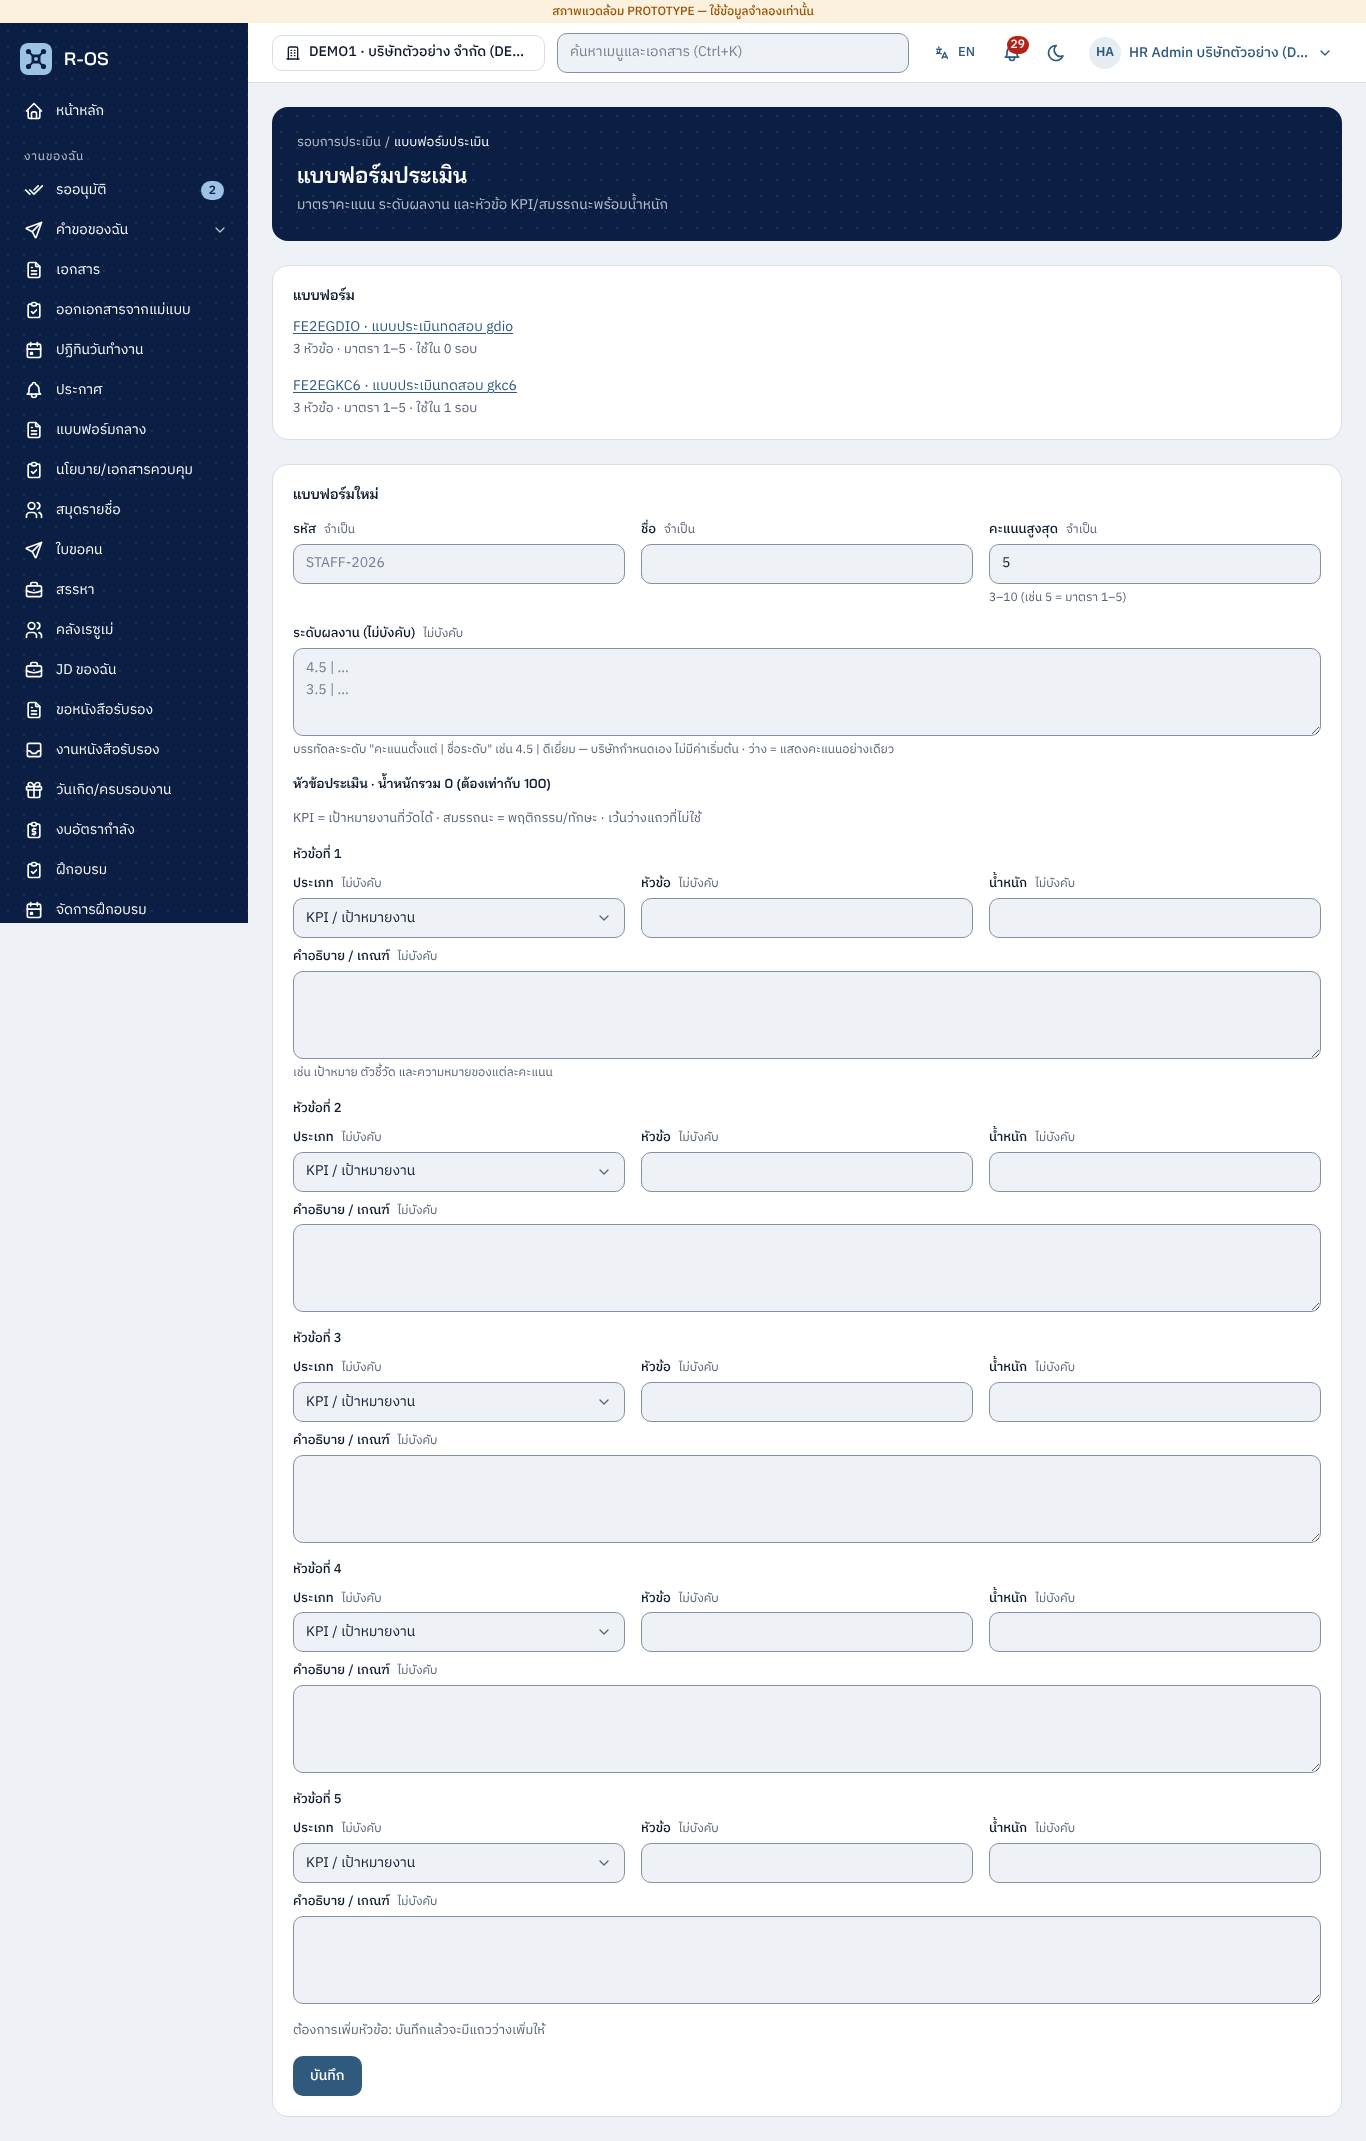 สภาพแวดล้อม PROTOTYPE — ใช้ข้อมูลจำลองเท่านั้น
R-OS
DEMO1 · บริษัทตัวอย่าง จำกัด (DE...
ค้นหาเมนูและเอกสาร (Ctrl+K)
EN
29
HA
HR Admin บริษัทตัวอย่าง (D...
หน้าหลัก
งานของฉัน
รออนุมัติ 2
คำขอของฉัน
เอกสาร
ออกเอกสารจากแม่แบบ
ปฏิทินวันทำงาน
ประกาศ
แบบฟอร์มกลาง
นโยบาย/เอกสารควบคุม
สมุดรายชื่อ
ใบขอคน
สรรหา
คลังเรซูเม่
JD ของฉัน
ขอหนังสือรับรอง
งานหนังสือรับรอง
วันเกิด/ครบรอบงาน
งบอัตรากำลัง
ฝึกอบรม
จัดการฝึกอบรม
รอบการประเมิน / แบบฟอร์มประเมิน
แบบฟอร์มประเมิน
มาตราคะแนน ระดับผลงาน และหัวข้อ KPI/สมรรถนะพร้อมน้ำหนัก
แบบฟอร์ม
FE2EGDIO · แบบประเมินทดสอบ gdio
3 หัวข้อ · มาตรา 1–5 · ใช้ใน 0 รอบ
FE2EGKC6 · แบบประเมินทดสอบ gkc6
3 หัวข้อ · มาตรา 1–5 · ใช้ใน 1 รอบ
แบบฟอร์มใหม่
รหัส จำเป็น
ชื่อ จำเป็น
คะแนนสูงสุด จำเป็น
STAFF-2026
5
3–10 (เช่น 5 = มาตรา 1–5)
ระดับผลงาน (ไม่บังคับ) ไม่บังคับ
4.5 | ...
3.5 | ...
บรรทัดละระดับ "คะแนนตั้งแต่ | ชื่อระดับ" เช่น 4.5 | ดีเยี่ยม — บริษัทกำหนดเอง ไม่มีค่าเริ่มต้น · ว่าง = แสดงคะแนนอย่างเดียว
หัวข้อประเมิน · น้ำหนักรวม 0 (ต้องเท่ากับ 100)
KPI = เป้าหมายงานที่วัดได้ · สมรรถนะ = พฤติกรรม/ทักษะ · เว้นว่างแถวที่ไม่ใช้
หัวข้อที่ 1
ประเภท ไม่บังคับ
หัวข้อ ไม่บังคับ
น้ำหนัก ไม่บังคับ
KPI / เป้าหมายงาน
คำอธิบาย / เกณฑ์ ไม่บังคับ
เช่น เป้าหมาย ตัวชี้วัด และความหมายของแต่ละคะแนน
หัวข้อที่ 2
ประเภท ไม่บังคับ
หัวข้อ ไม่บังคับ
น้ำหนัก ไม่บังคับ
KPI / เป้าหมายงาน
คำอธิบาย / เกณฑ์ ไม่บังคับ
หัวข้อที่ 3
ประเภท ไม่บังคับ
หัวข้อ ไม่บังคับ
น้ำหนัก ไม่บังคับ
KPI / เป้าหมายงาน
คำอธิบาย / เกณฑ์ ไม่บังคับ
หัวข้อที่ 4
ประเภท ไม่บังคับ
หัวข้อ ไม่บังคับ
น้ำหนัก ไม่บังคับ
KPI / เป้าหมายงาน
คำอธิบาย / เกณฑ์ ไม่บังคับ
หัวข้อที่ 5
ประเภท ไม่บังคับ
หัวข้อ ไม่บังคับ
น้ำหนัก ไม่บังคับ
KPI / เป้าหมายงาน
คำอธิบาย / เกณฑ์ ไม่บังคับ
ต้องการเพิ่มหัวข้อ: บันทึกแล้วจะมีแถวว่างเพิ่มให้
บันทึก